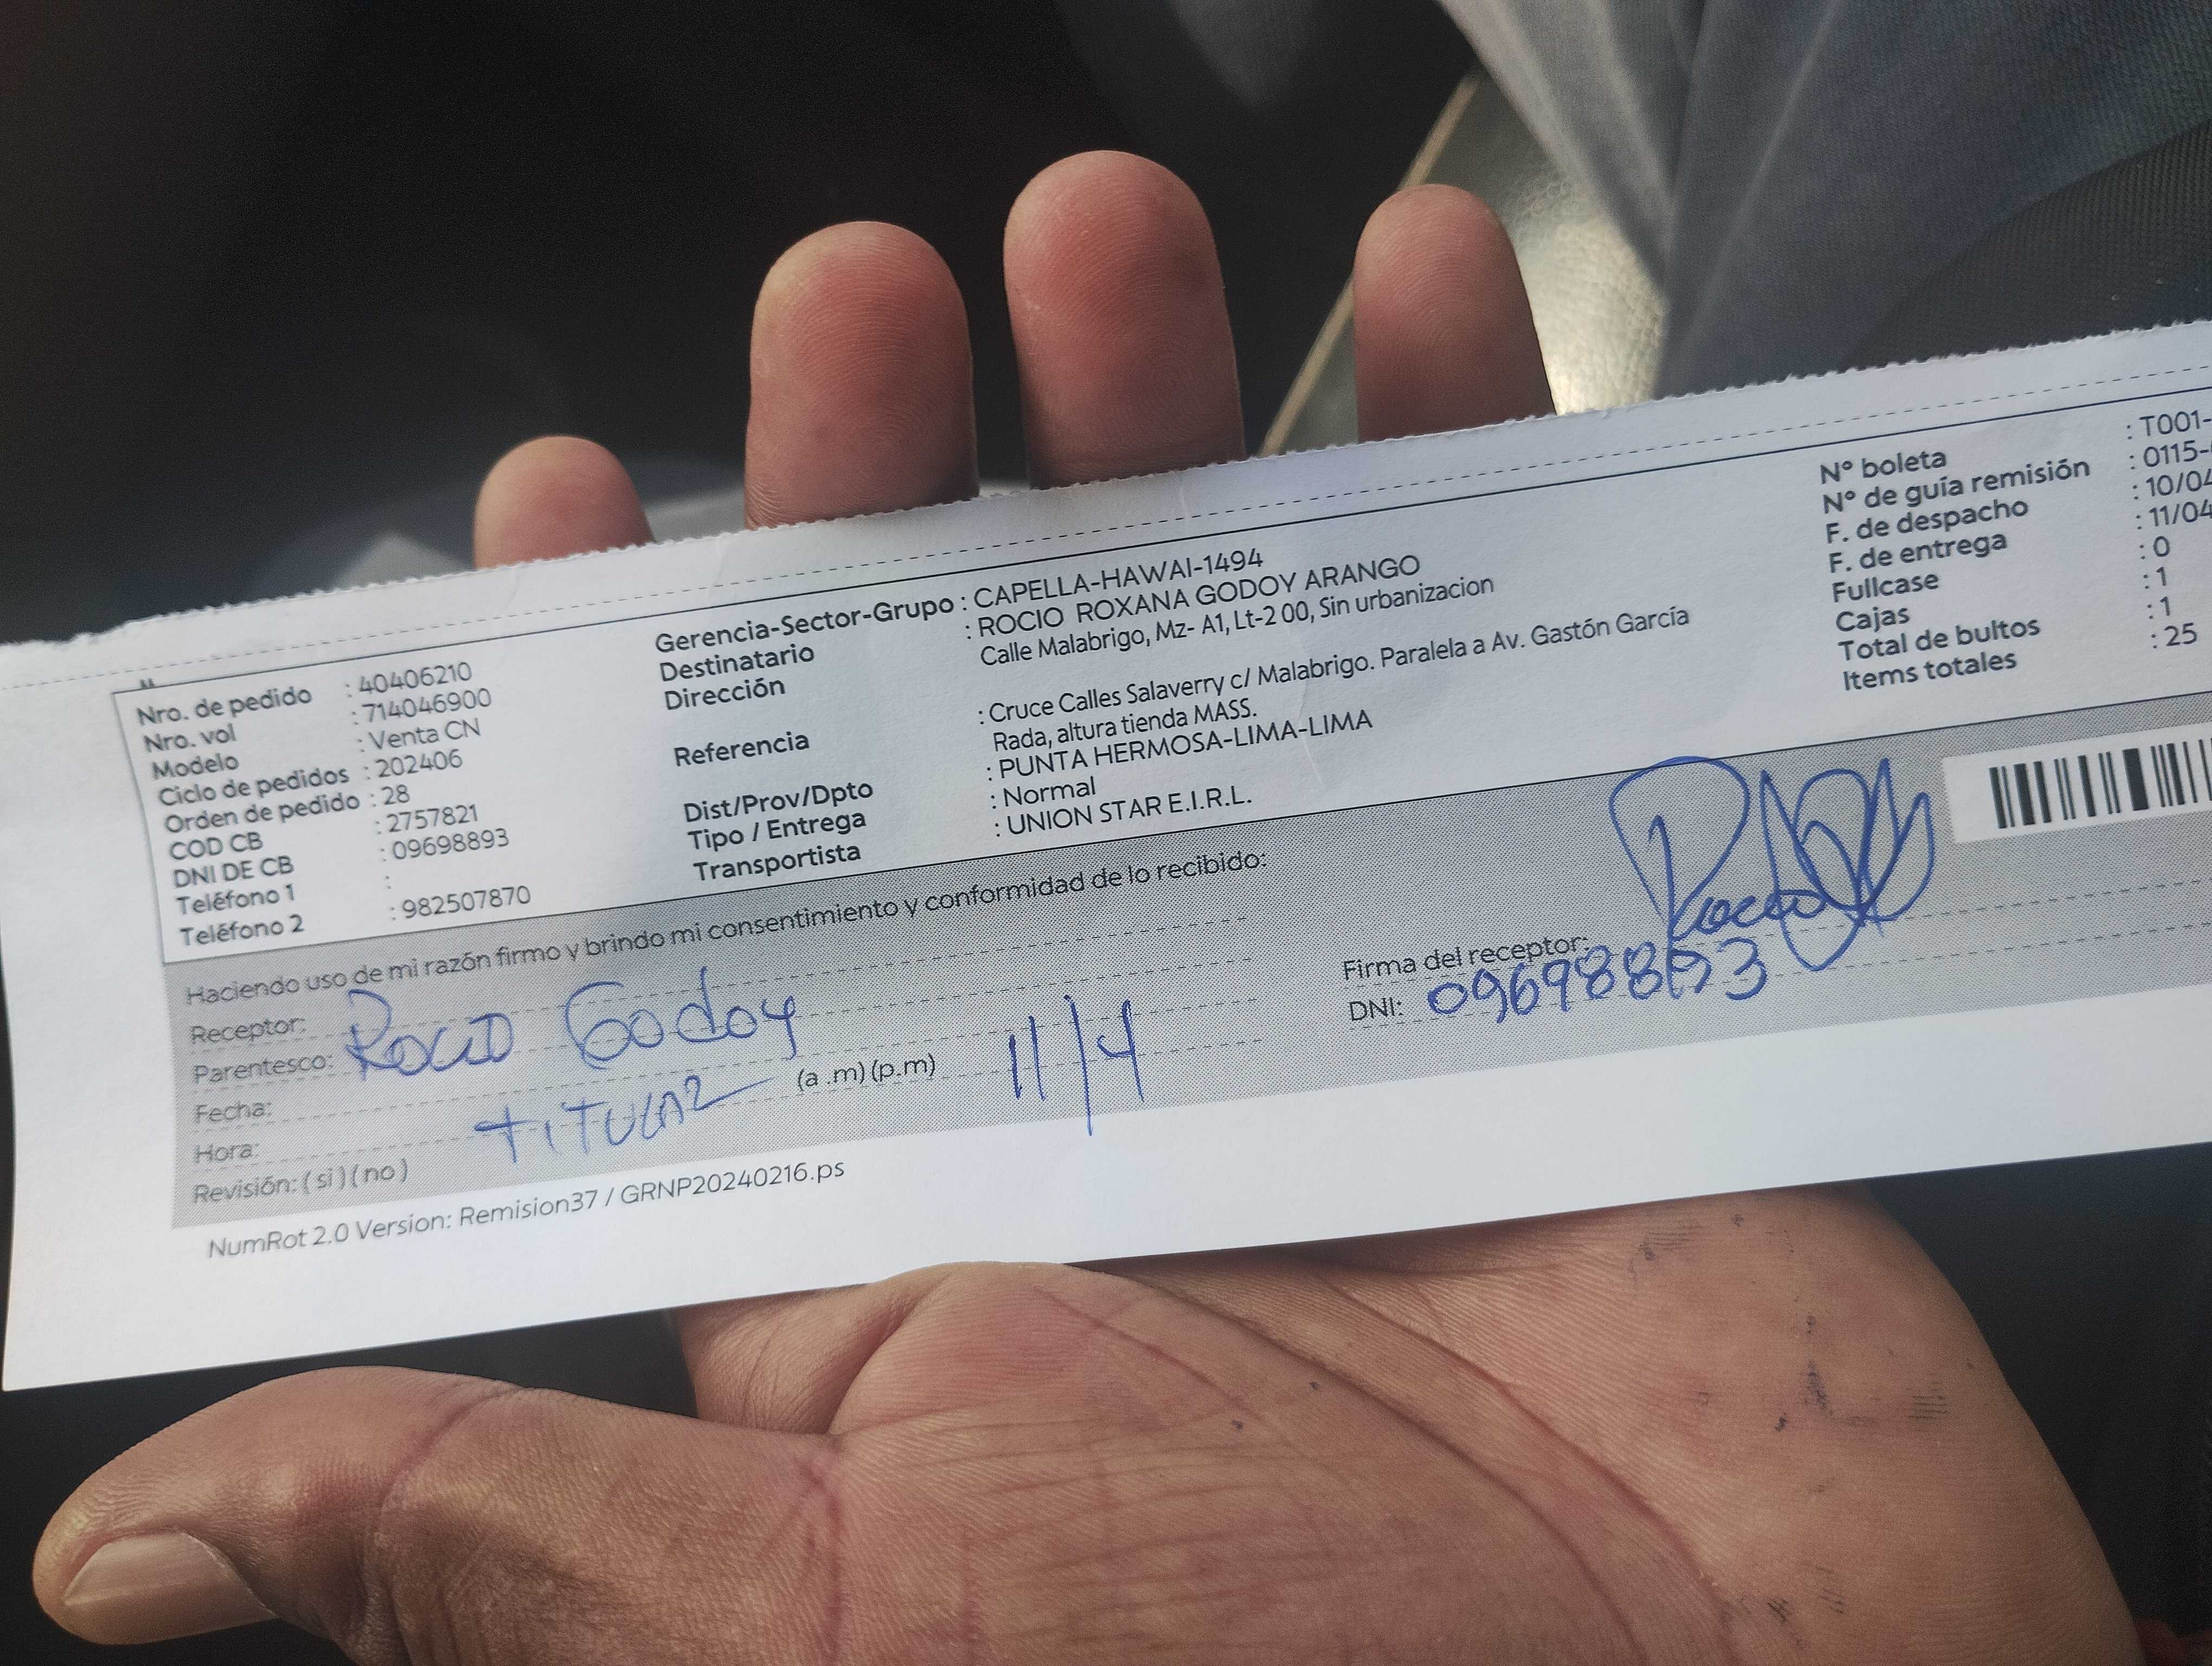 Nro. de pedido : 40406210
Nro. vol : 714046900
Modelo : Venta CN
Ciclo de pedidos : 202406
Orden de pedido : 28
COD CB : 2757821
DNI DE CB : 09698893
Teléfono 1 :
Teléfono 2 : 982507870
Gerencia-Sector-Grupo : CAPELLA-HAWAI-1494
Destinatario : ROCIO ROXANA GODOY ARANGO
Dirección Calle Malabrigo, Mz- A1, Lt-2 00, Sin urbanizacion
Referencia : Cruce Calles Salaverry c/ Malabrigo. Paralela a Av. Gastón García
Rada, altura tienda MASS.
Dist/Prov/Dpto : PUNTA HERMOSA-LIMA-LIMA
Tipo / Entrega : Normal
Transportista : UNION STAR E.I.R.L.
N° boleta : T001-
N° de guía remisión : 0115-
F. de despacho : 10/04
F. de entrega : 11/04
Fullcase : 0
Cajas : 1
Total de bultos : 1
Items totales : 25
Haciendo uso de mi razón firmo y brindo mi consentimiento y conformidad de lo recibido:
Receptor: Rocio Godoy
Parentesco:
Fecha: TITULAR 11/4
Hora: (a .m) (p.m)
Revisión: ( si ) ( no )
Firma del receptor: Rocio
DNI: 09698893
NumRot 2.0 Version: Remision37 / GRNP20240216.ps